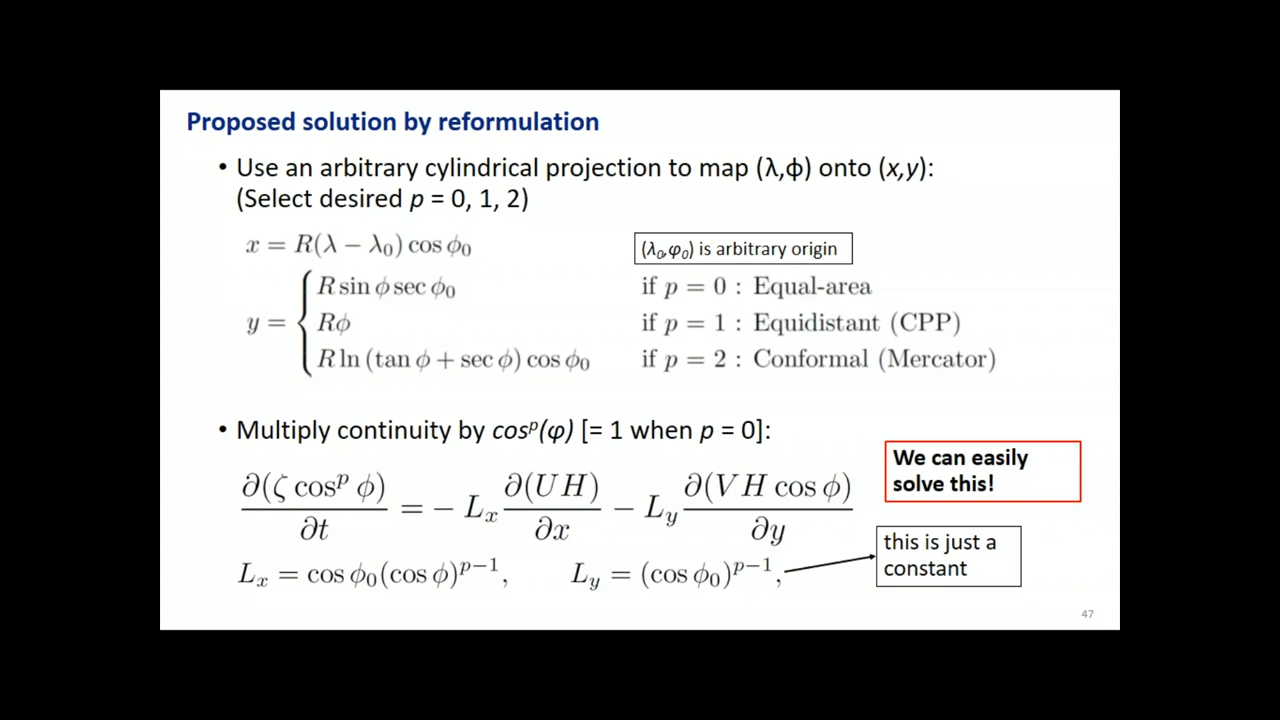 Proposed solution by reformulation
• Use an arbitrary cylindrical projection to map (λ,ϕ) onto (x,y):
(Select desired p = 0, 1, 2)
x = R(λ − λ₀) cos ϕ₀
(λ₀,φ₀) is arbitrary origin
y = { R sin ϕ sec ϕ₀ if p = 0 : Equal-area
Rϕ if p = 1 : Equidistant (CPP)
R ln (tan ϕ + sec ϕ) cos ϕ₀ if p = 2 : Conformal (Mercator)
• Multiply continuity by cosᵖ(φ) [= 1 when p = 0]:
We can easily
solve this!
∂(ζ cosᵖ ϕ)/∂t = − Lₓ ∂(UH)/∂x − L_y ∂(VH cos ϕ)/∂y
this is just a
constant
Lₓ = cos ϕ₀(cos ϕ)ᵖ⁻¹, L_y = (cos ϕ₀)ᵖ⁻¹,
47